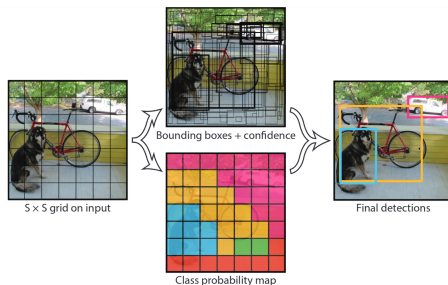 Bounding boxes + confidence
S × S grid on input
Final detections
Class probability map